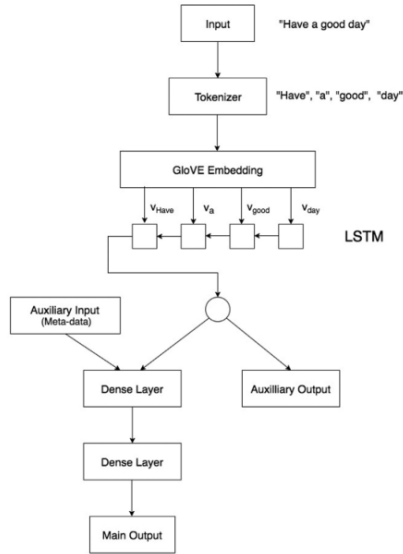 Input
"Have a good day"
Tokenizer
"Have", "a", "good", "day"
GloVE Embedding
vHave
va
vgood
vday
LSTM
Auxiliary Input
(Meta-data)
Dense Layer
Auxilliary Output
Dense Layer
Main Output